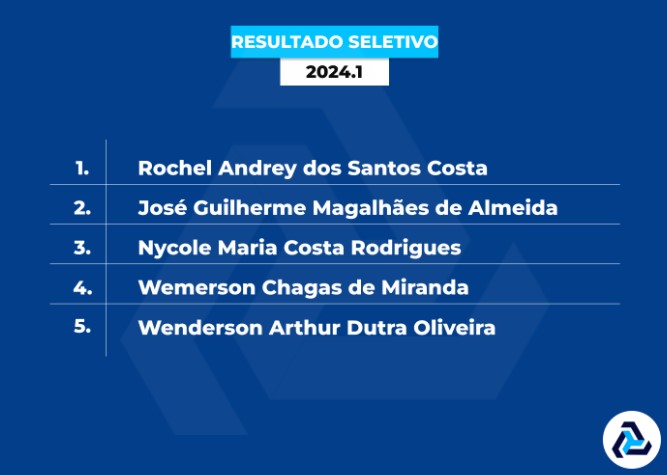 RESULTADO SELETIVO
2024.1
1. Rochel Andrey dos Santos Costa
2. José Guilherme Magalhães de Almeida
3. Nycole Maria Costa Rodrigues
4. Wemerson Chagas de Miranda
5. Wenderson Arthur Dutra Oliveira